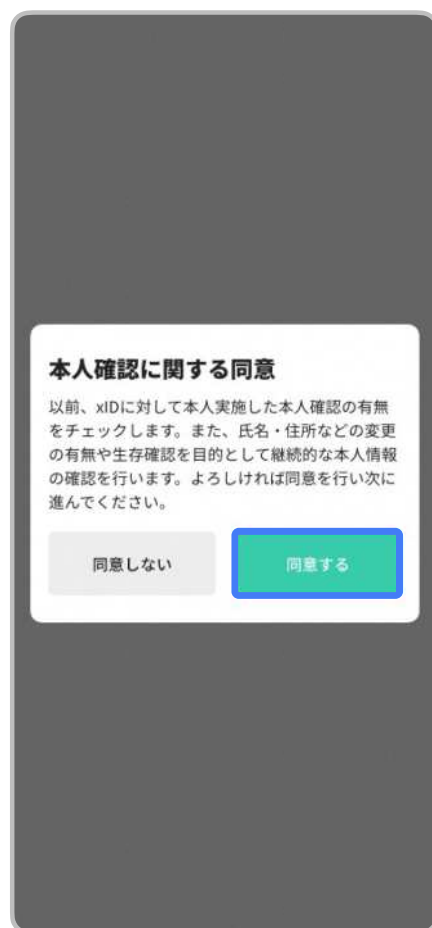 本人確認に関する同意
以前、xIDに対して本人実施した本人確認の有無
をチェックします。また、氏名・住所などの変更
の有無や生存確認を目的として継続的な本人情報
の確認を行います。よろしければ同意を行い次に
進んでください。
同意しない
同意する